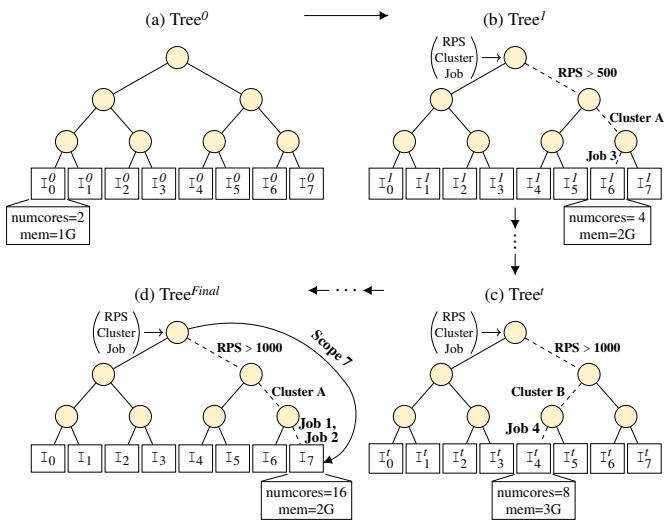 (a) Tree⁰
I₀⁰ I₁⁰ I₂⁰ I₃⁰ I₄⁰ I₅⁰ I₆⁰ I₇⁰
numcores=2
mem=1G
(b) Tree¹
RPS
Cluster
Job
RPS > 500
Cluster A
Job 3
I₀¹ I₁¹ I₂¹ I₃¹ I₄¹ I₅¹ I₆¹ I₇¹
numcores= 4
mem=2G
(d) Tree^Final
RPS
Cluster
Job
RPS > 1000
Scope 7
Cluster A
Job 1,
Job 2
I₀ I₁ I₂ I₃ I₄ I₅ I₆ I₇
numcores=16
mem=2G
(c) Treeᵗ
RPS
Cluster
Job
RPS > 1000
Cluster B
Job 4
I₀ᵗ I₁ᵗ I₂ᵗ I₃ᵗ I₄ᵗ I₅ᵗ I₆ᵗ I₇ᵗ
numcores=8
mem=3G